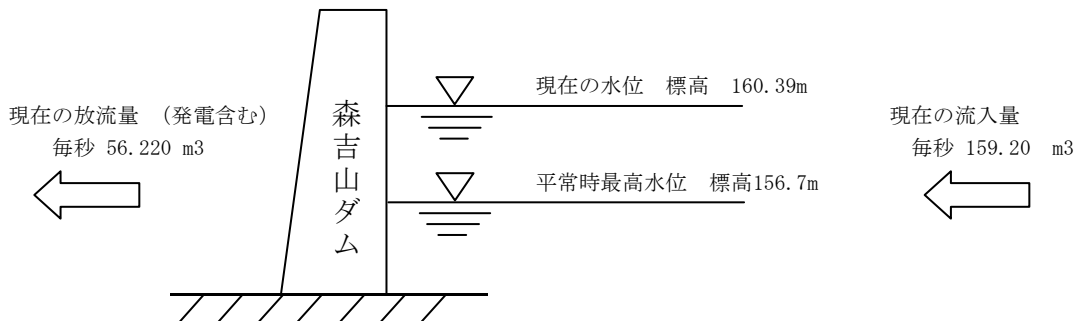 現在の水位　標高　160.39m
現在の放流量　（発電含む）
毎秒 56.220 m3
現在の流入量
毎秒 159.20　m3
森吉山ダム
平常時最高水位　標高156.7m